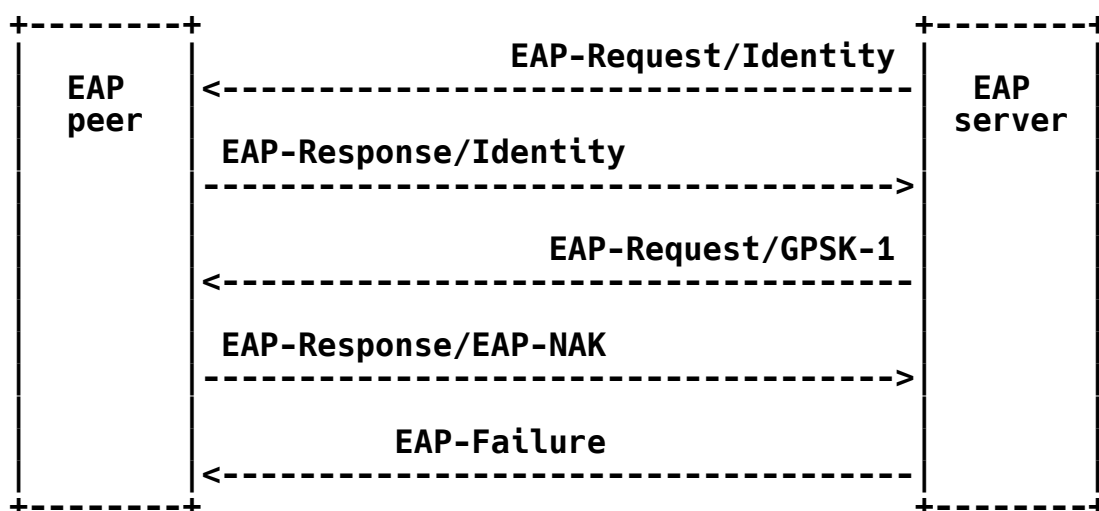 EAP-Request/Identity
EAP EAP
peer server
EAP-Response/Identity
EAP-Request/GPSK-1
EAP-Response/EAP-NAK
EAP-Failure